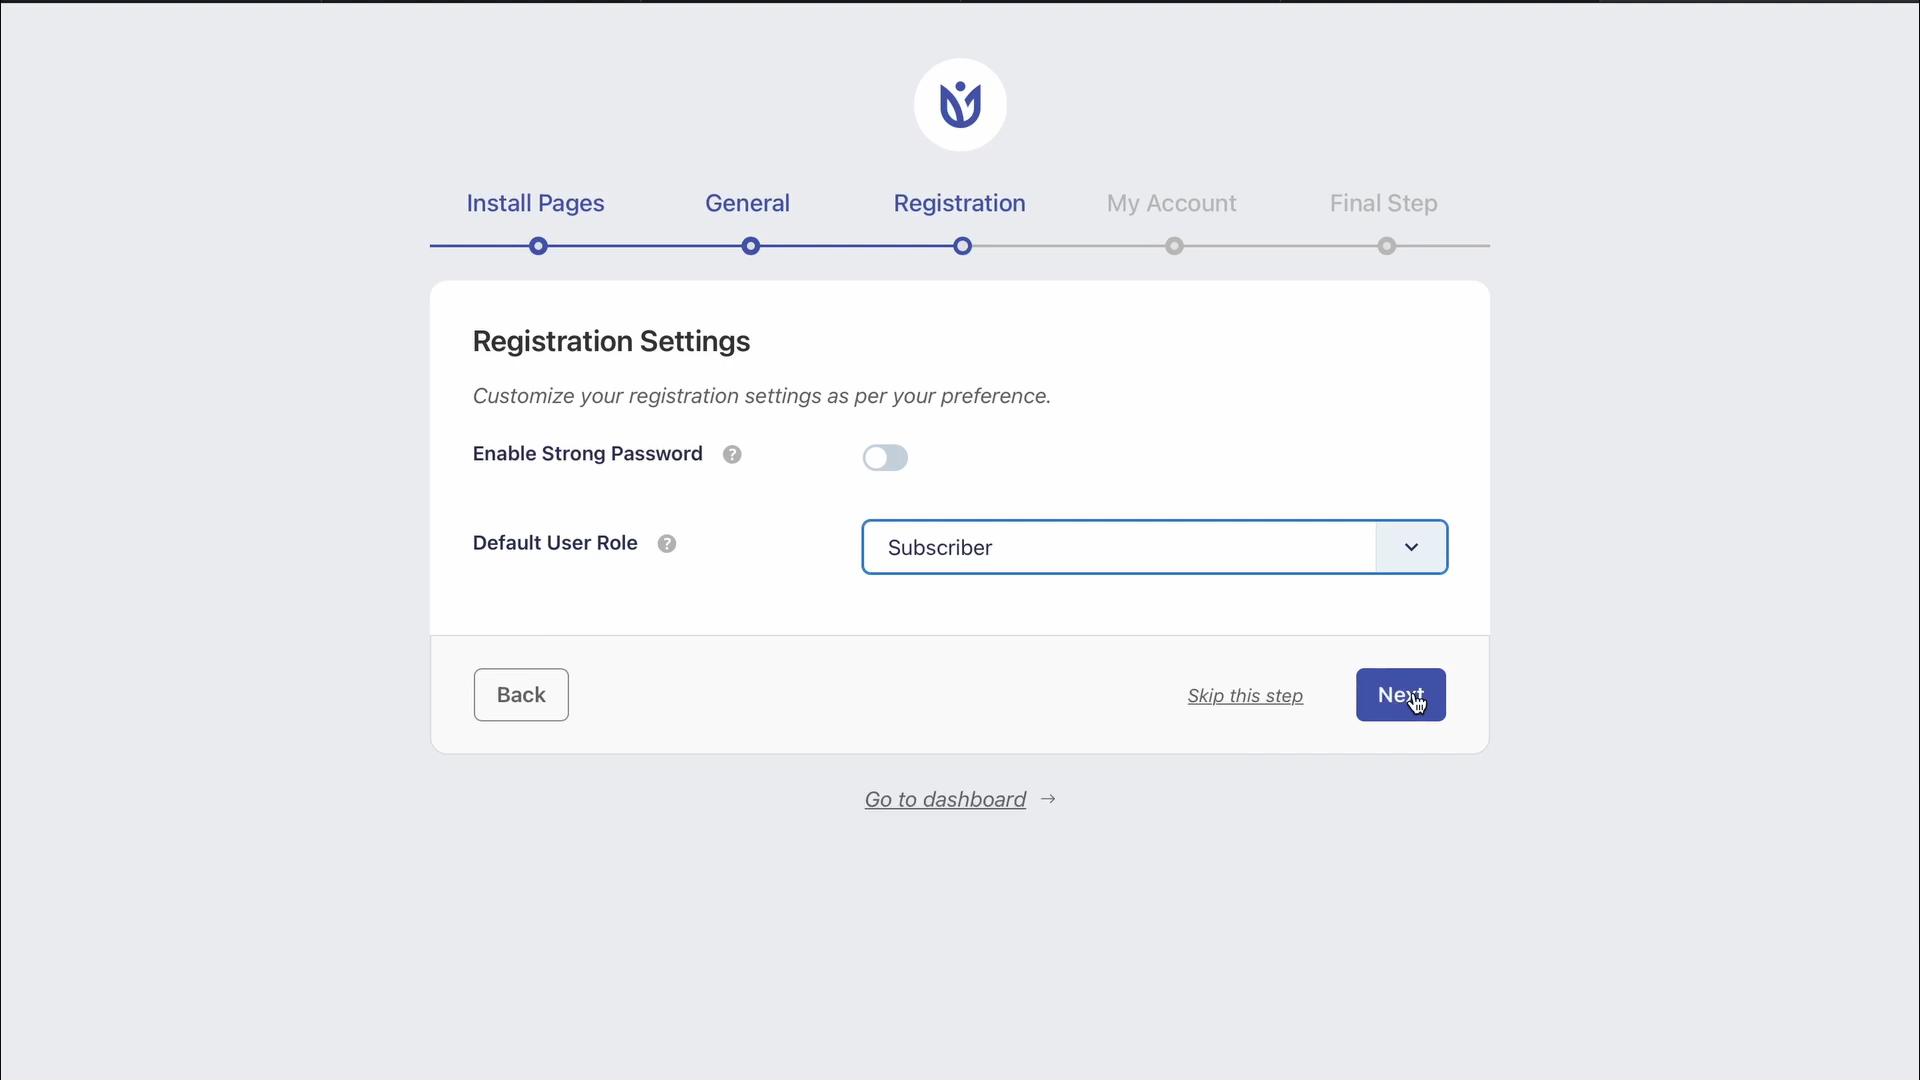 Install Pages General Registration My Account Final Step
Registration Settings
Customize your registration settings as per your preference.
Enable Strong Password ?
Default User Role ? Subscriber
Back Skip this step Next
Go to dashboard →